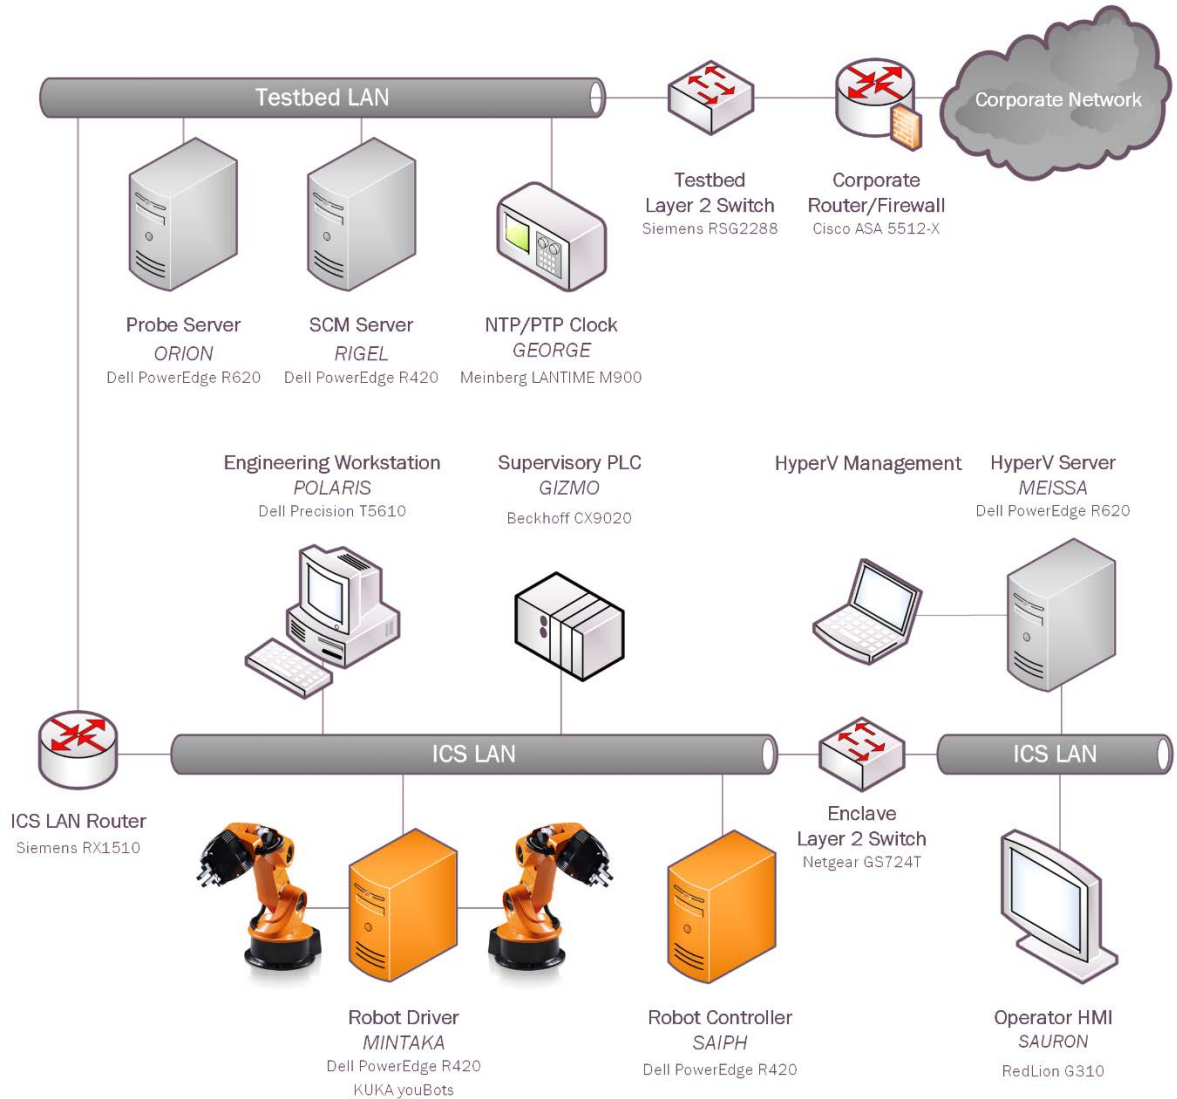 Testbed LAN
Corporate Network
Testbed
Layer 2 Switch
Siemens RSG2288
Corporate
Router/Firewall
Cisco ASA 5512-X
Probe Server
ORION
Dell PowerEdge R620
SCM Server
RIGEL
Dell PowerEdge R420
NTP/PTP Clock
GEORGE
Meinberg LANTIME M900
Engineering Workstation
POLARIS
Dell Precision T5610
Supervisory PLC
GIZMO
Beckhoff CX9020
HyperV Management
HyperV Server
MEISSA
Dell PowerEdge R620
ICS LAN
ICS LAN
ICS LAN Router
Siemens RX1510
Enclave
Layer 2 Switch
Netgear GS724T
Robot Driver
MINTAKA
Dell PowerEdge R420
KUKA youBots
Robot Controller
SAIPH
Dell PowerEdge R420
Operator HMI
SAURON
RedLion G310